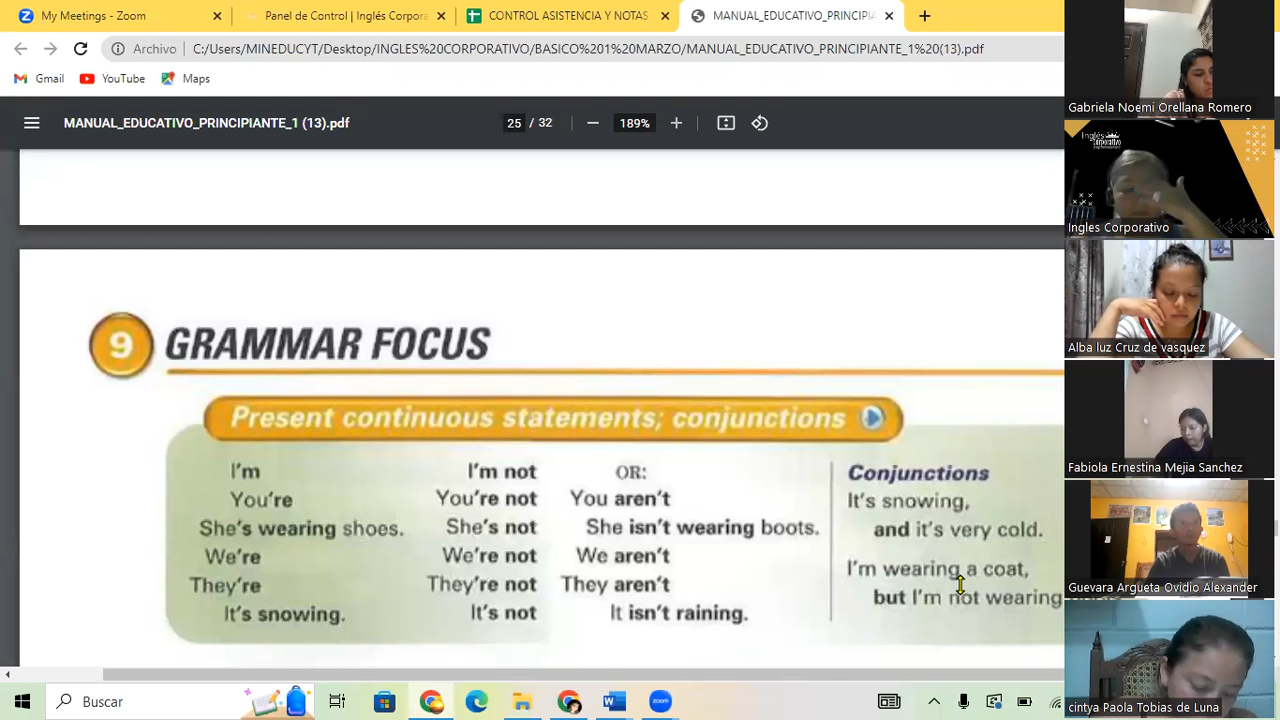 My Meetings - Zoom
Panel de Control | Inglés Corpora
CONTROL ASISTENCIA Y NOTAS
MANUAL_EDUCATIVO_PRINCIPIA
Archivo C:/Users/MINEDUCYT/Desktop/INGLES%20CORPORATIVO/BASICO%201%20MARZO/MANUAL_EDUCATIVO_PRINCIPIANTE_1%20(13).pdf
Gmail YouTube Maps
MANUAL_EDUCATIVO_PRINCIPIANTE_1 (13).pdf
25 / 32
189%
9 GRAMMAR FOCUS
Present continuous statements; conjunctions
I'm I'm not OR:
You're You're not You aren't
She's wearing shoes. She's not She isn't wearing boots.
We're We're not We aren't
They're They're not They aren't
It's snowing. It's not It isn't raining.
Conjunctions
It's snowing,
and it's very cold.
I'm wearing a coat,
but I'm not wearing
Buscar
zoom
Gabriela Noemi Orellana Romero
Inglés
Corporativo
Ingles Corporativo
Alba luz Cruz de vasquez
Fabiola Ernestina Mejia Sanchez
Guevara Argueta Ovidio Alexander
cintya Paola Tobias de Luna